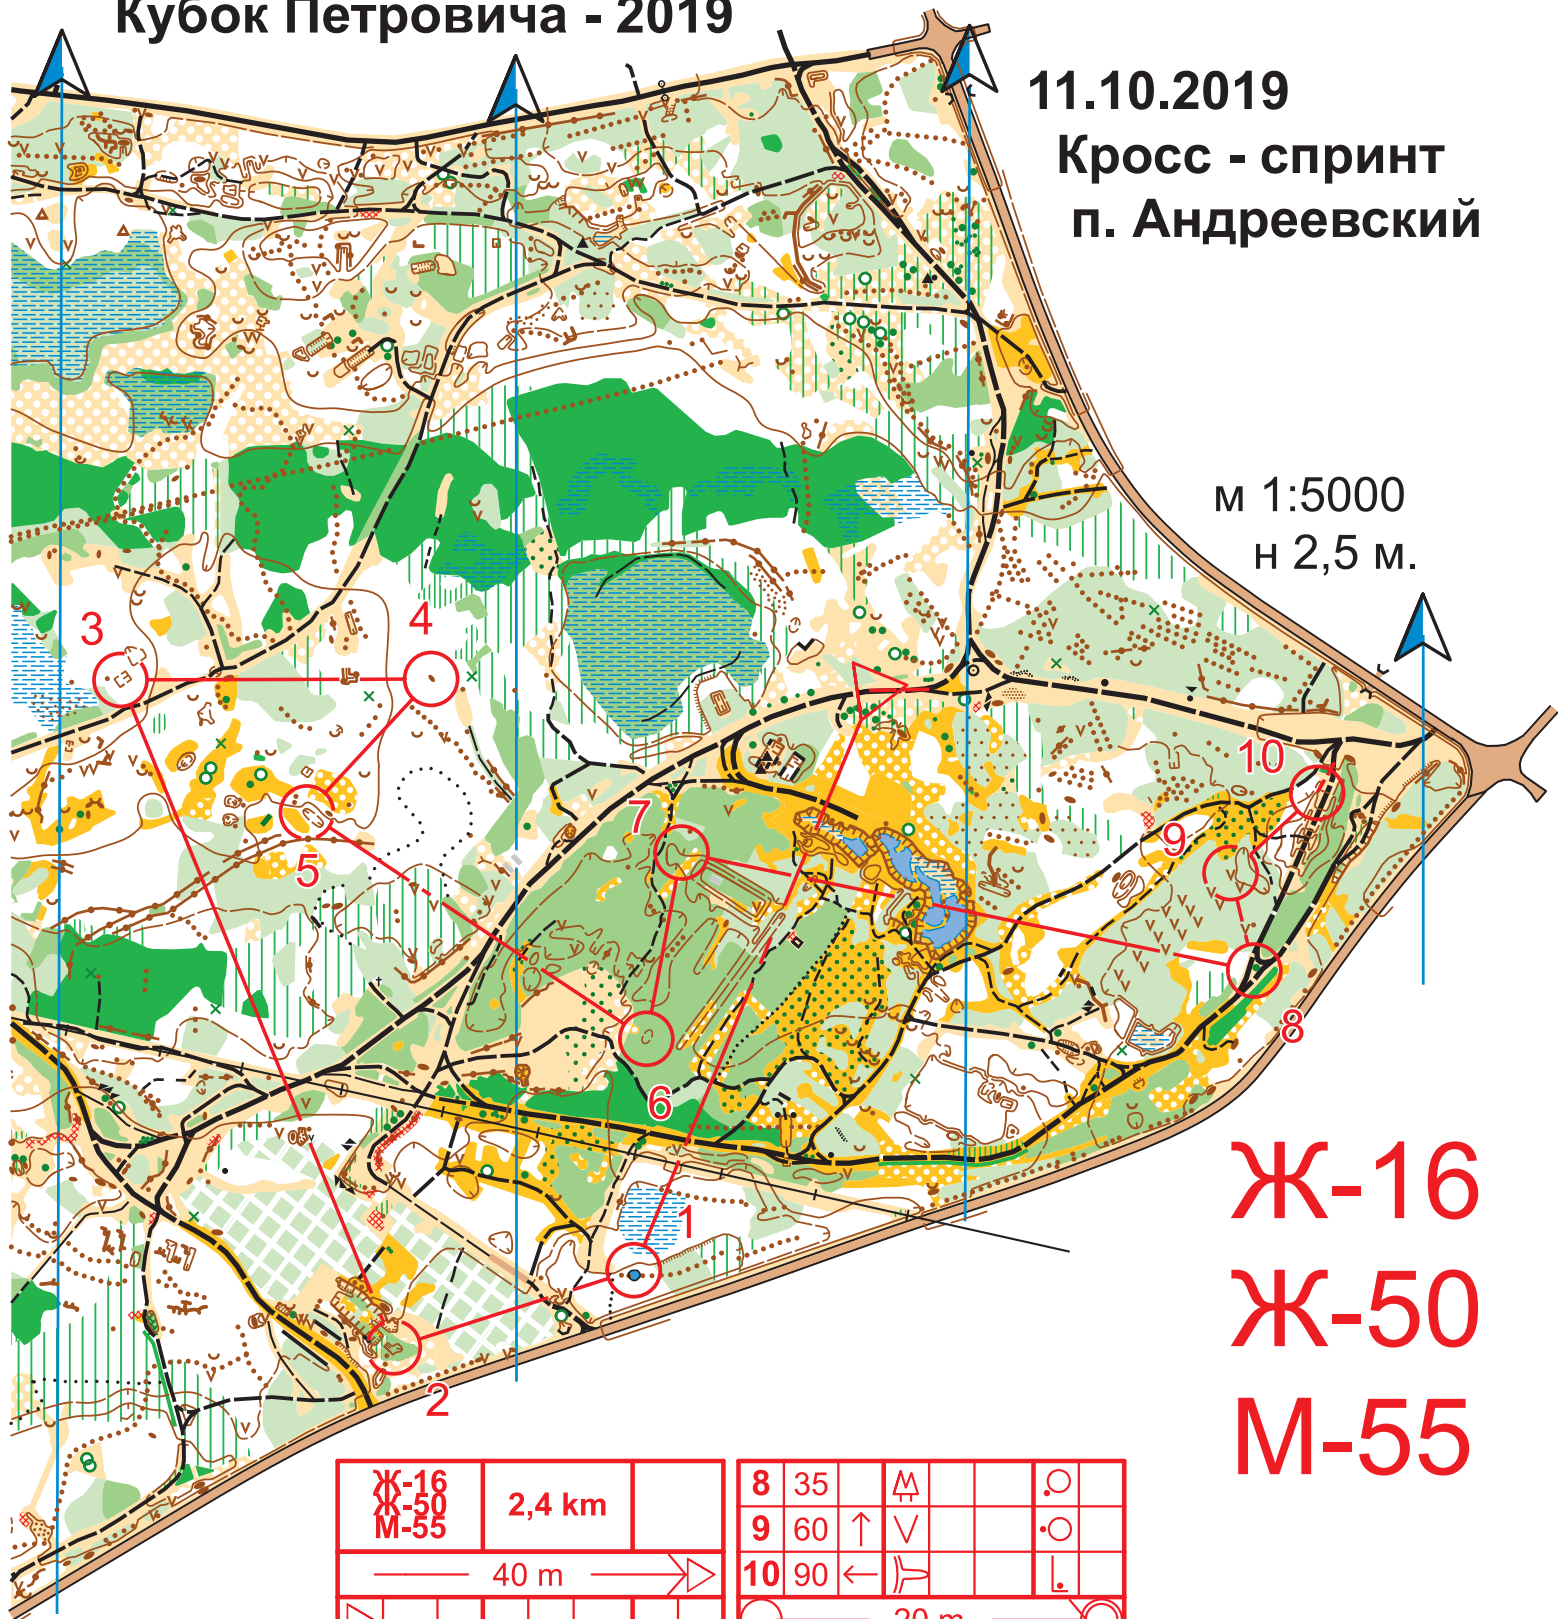 Кубок Петровича - 2019
11.10.2019
Кросс - спринт
п. Андреевский
м 1:5000
н 2,5 м.
3
4
10
7
9
5
8
6
1
2
Ж-16
Ж-50
М-55
Ж-16
Ж-50
М-55
2,4 km
40 m
8 35
9 60
10 90
20 m